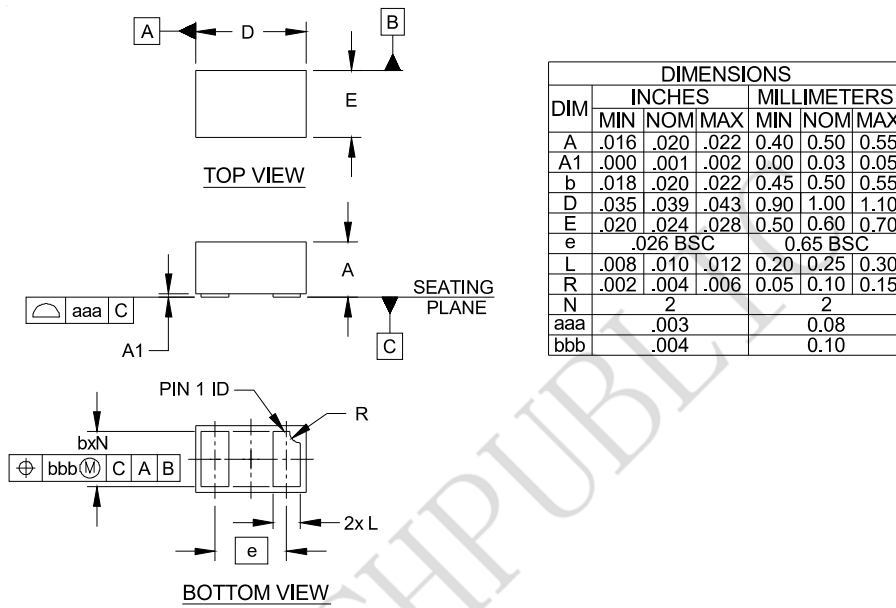 A
D
B
E
TOP VIEW
A
SEATING
PLANE
aaa C
A1
C
PIN 1 ID
R
bxN
bbb Ⓜ C A B
2x L
e
BOTTOM VIEW
DIMENSIONS
DIM INCHES MILLIMETERS
MIN NOM MAX MIN NOM MAX
A .016 .020 .022 0.40 0.50 0.55
A1 .000 .001 .002 0.00 0.03 0.05
b .018 .020 .022 0.45 0.50 0.55
D .035 .039 .043 0.90 1.00 1.10
E .020 .024 .028 0.50 0.60 0.70
e .026 BSC 0.65 BSC
L .008 .010 .012 0.20 0.25 0.30
R .002 .004 .006 0.05 0.10 0.15
N 2 2
aaa .003 0.08
bbb .004 0.10